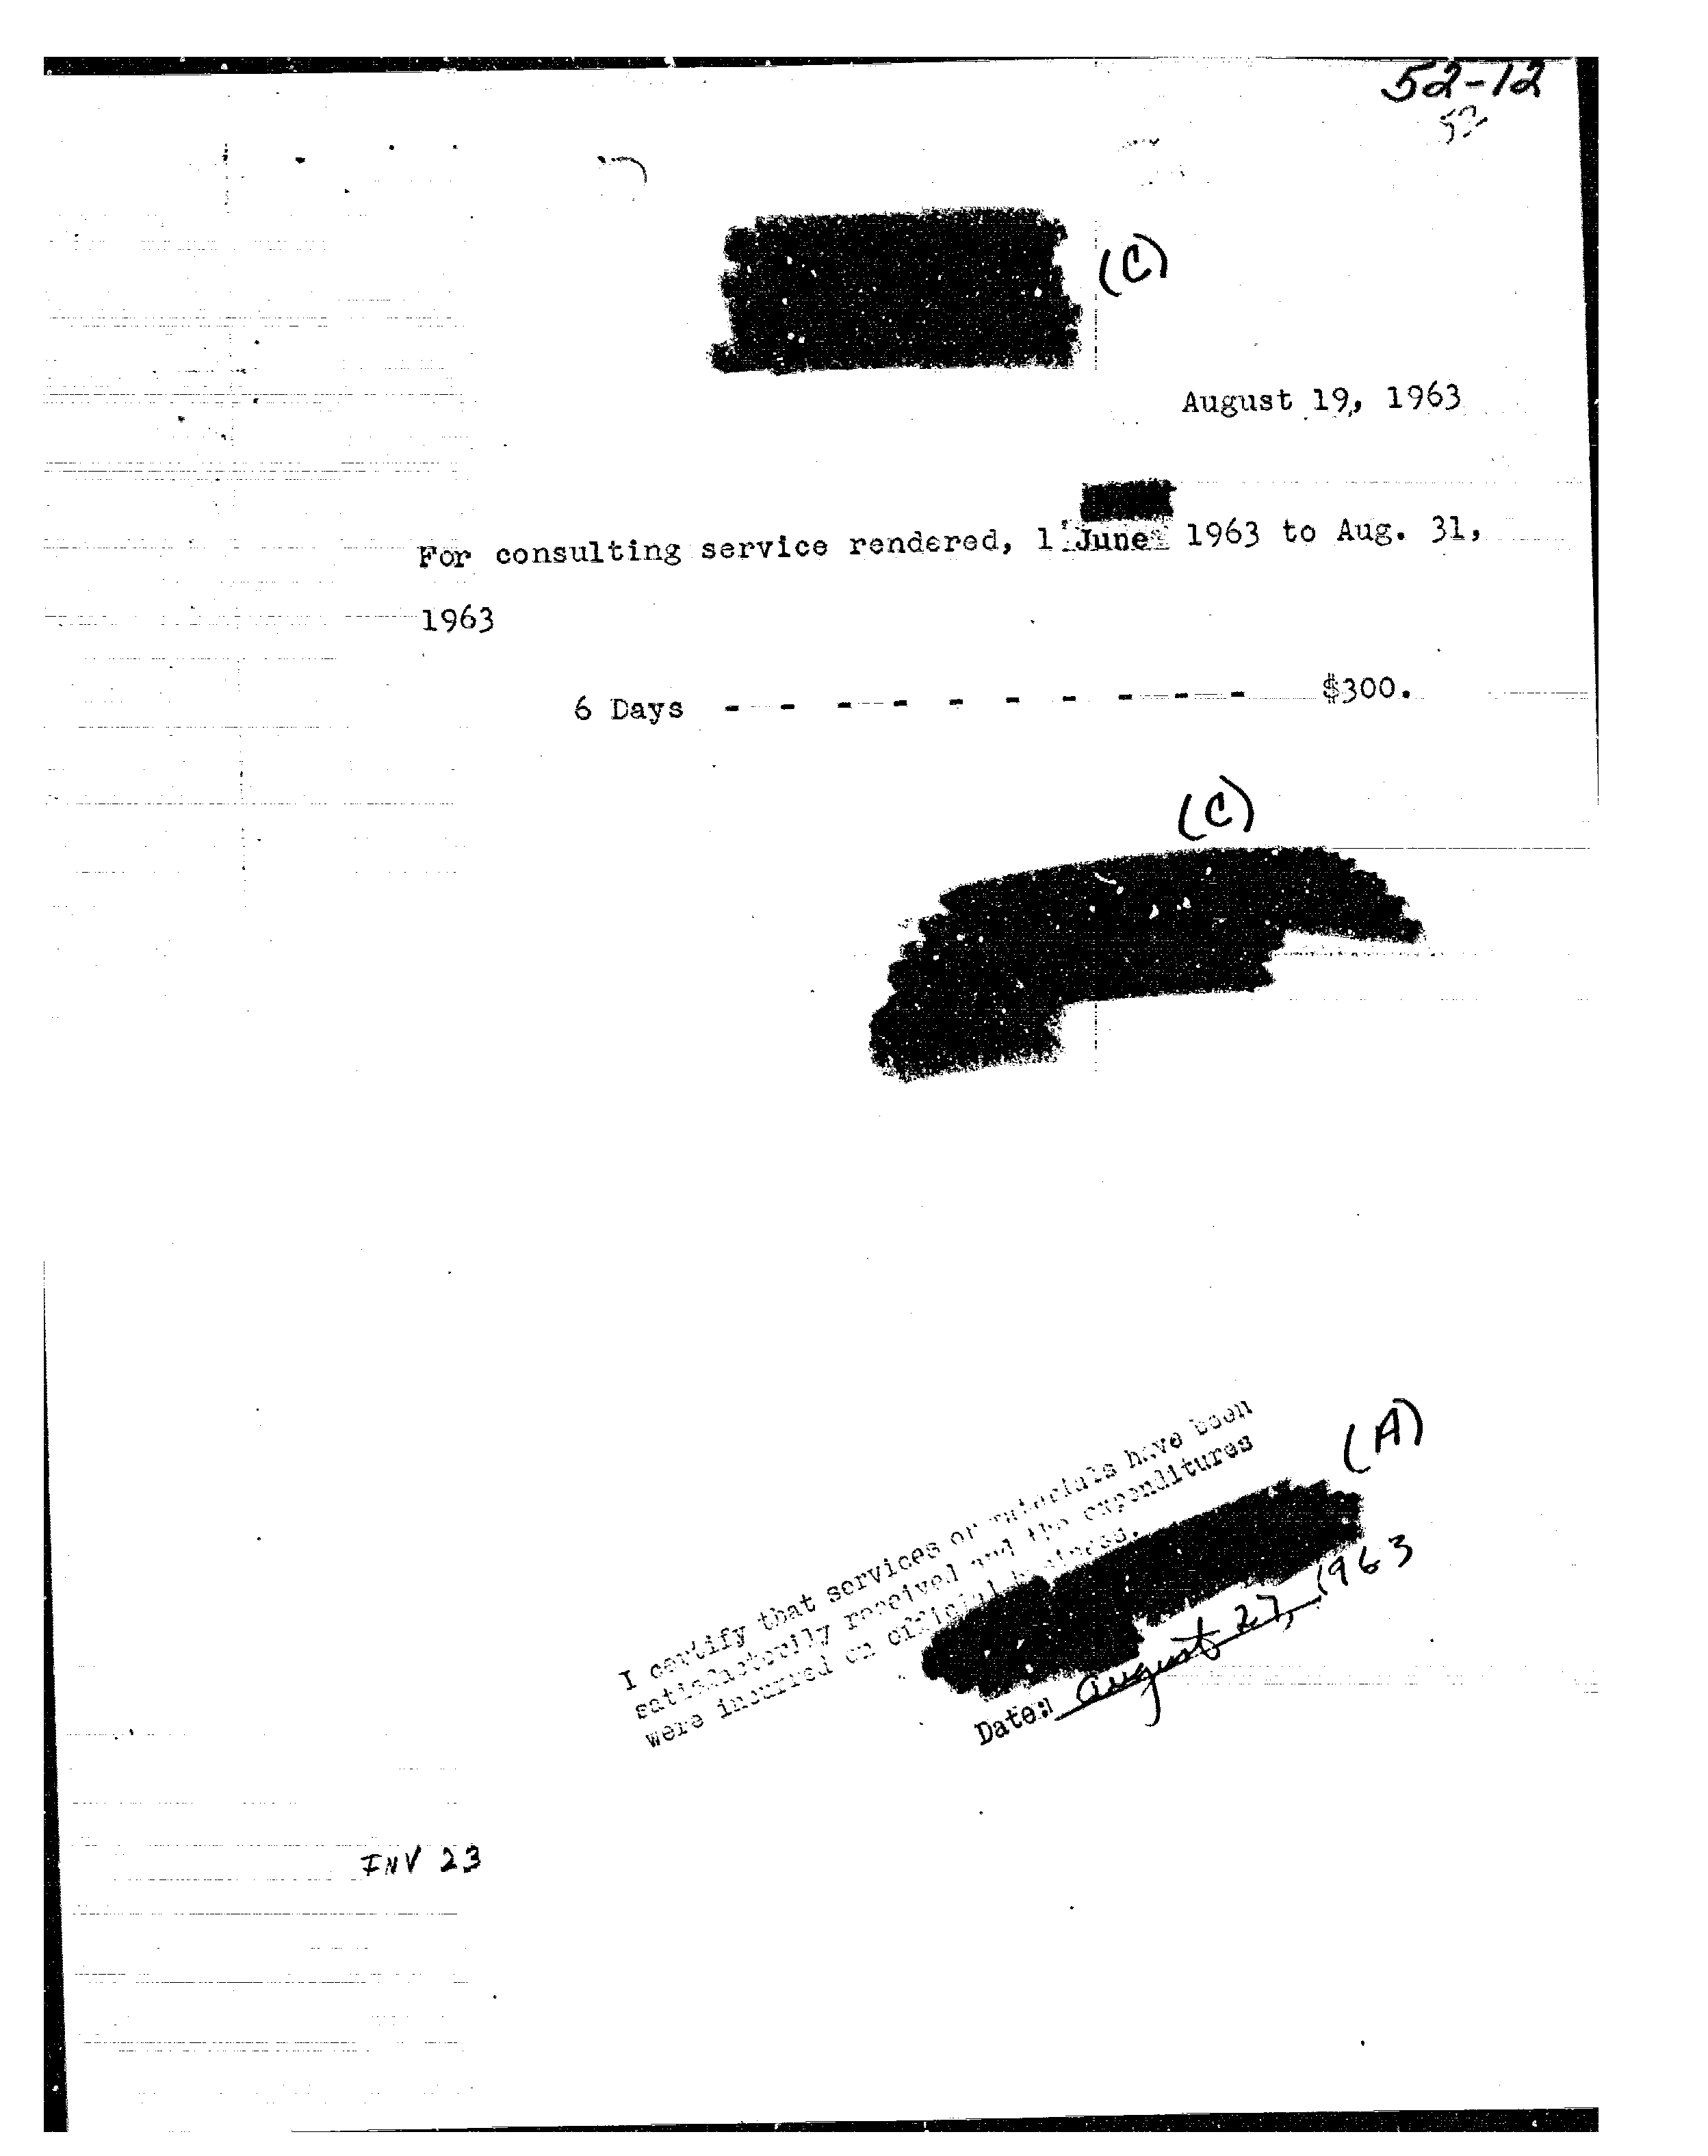 52-12
52
(C)
August 19, 1963
For consulting service rendered, 1 June 1963 to Aug. 31,
1963
6 Days - - - - - - - - - - $300.
(C)
(A)
I certify that services or materials have been
satisfactorily received and the expenditures
were incurred on official business.
Date: August 27, 1963
INV 23